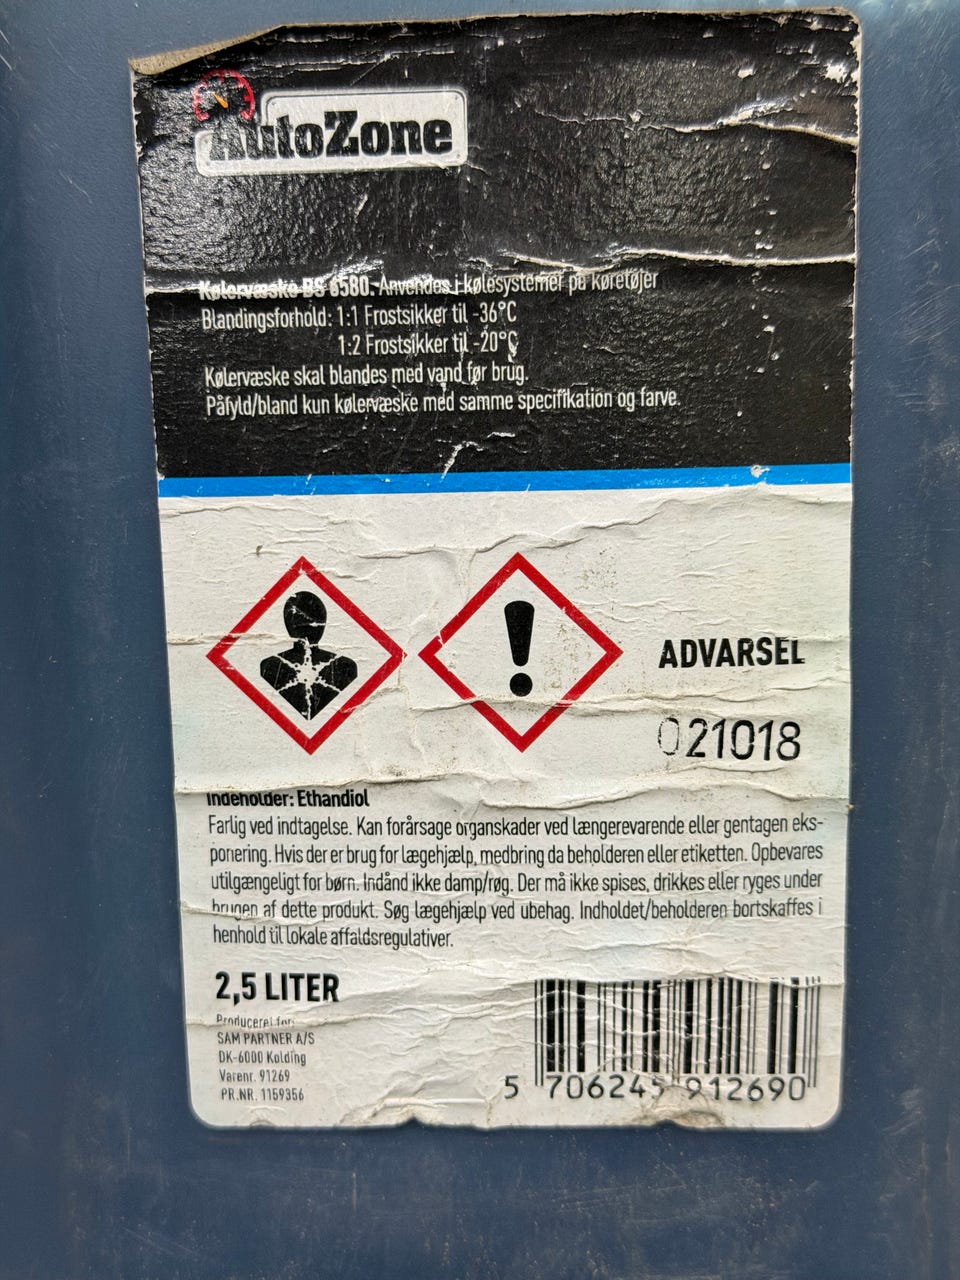 AutoZone
Kølervæske BS 6580. Anvendes i kølesystemer på køretøjer
Blandingsforhold: 1:1 Frostsikker til -36°C
1:2 Frostsikker til -20°C
Kølervæske skal blandes med vand før brug.
Påfyld/bland kun kølervæske med samme specifikation og farve.
ADVARSEL
021018
Indeholder: Ethandiol
Farlig ved indtagelse. Kan forårsage organskader ved længerevarende eller gentagen eks-
ponering. Hvis der er brug for lægehjælp, medbring da beholderen eller etiketten. Opbevares
utilgængeligt for børn. Indånd ikke damp/røg. Der må ikke spises, drikkes eller ryges under
brugen af dette produkt. Søg lægehjælp ved ubehag. Indholdet/beholderen bortskaffes i
henhold til lokale affaldsregulativer.
2,5 LITER
Produceret for:
SAM PARTNER A/S
DK-6000 Kolding
Varenr. 91269
PR.NR. 1159356
5 706245 912690